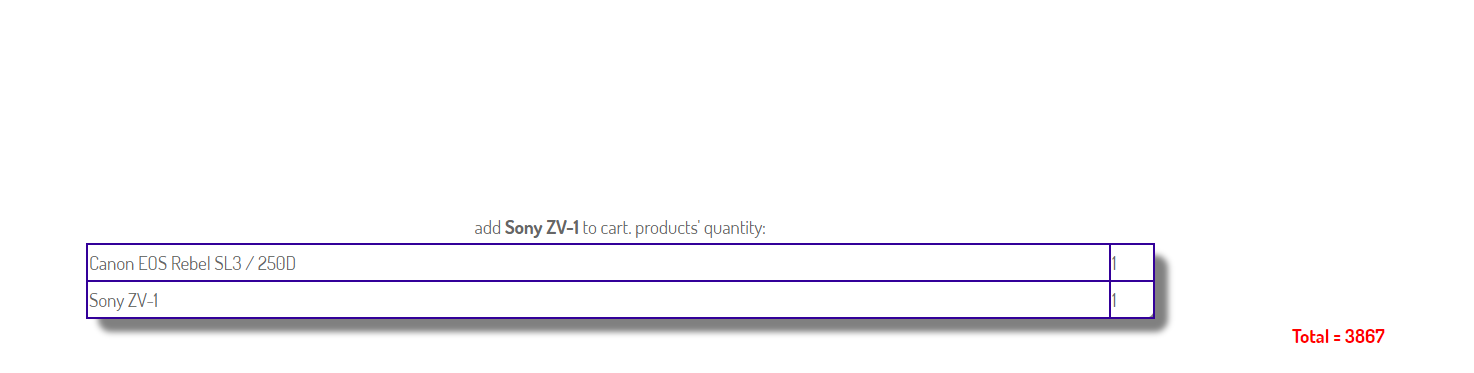 add Sony ZV-1 to cart. products' quantity:
Canon EOS Rebel SL3 / 250D 1
Sony ZV-1 1
Total = 3867